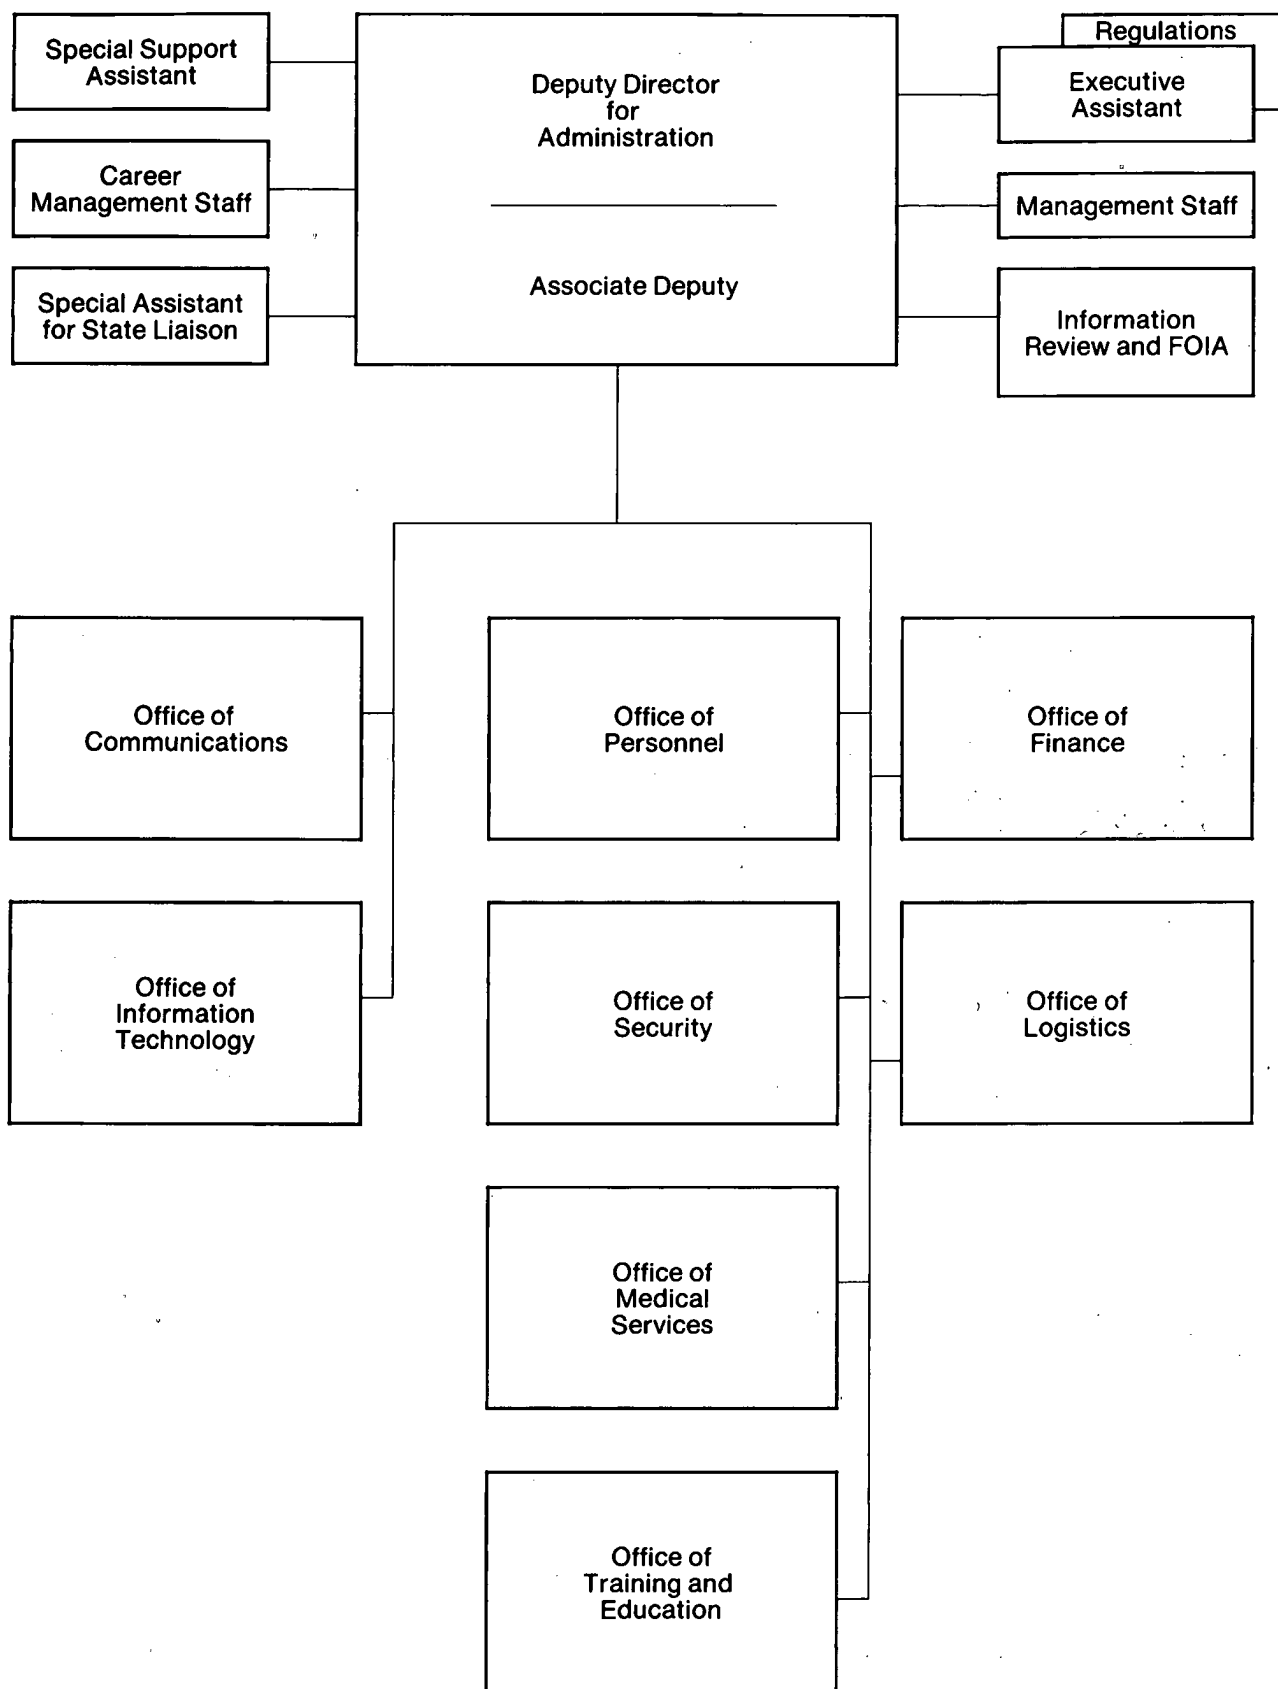 Special Support
Assistant
Career
Management Staff
Special Assistant
for State Liaison
Deputy Director
for
Administration
Associate Deputy
Regulations
Executive
Assistant
Management Staff
Information
Review and FOIA
Office of
Communications
Office of
Personnel
Office of
Finance
Office of
Information
Technology
Office of
Security
Office of
Logistics
Office of
Medical
Services
Office of
Training and
Education